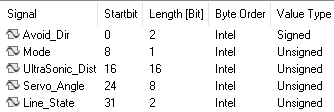 Signal Startbit Length [Bit] Byte Order Value Type
Avoid_Dir 0 2 Intel Signed
Mode 8 1 Intel Unsigned
UltraSonic_Dist 16 16 Intel Unsigned
Servo_Angle 24 8 Intel Unsigned
Line_State 31 2 Intel Unsigned